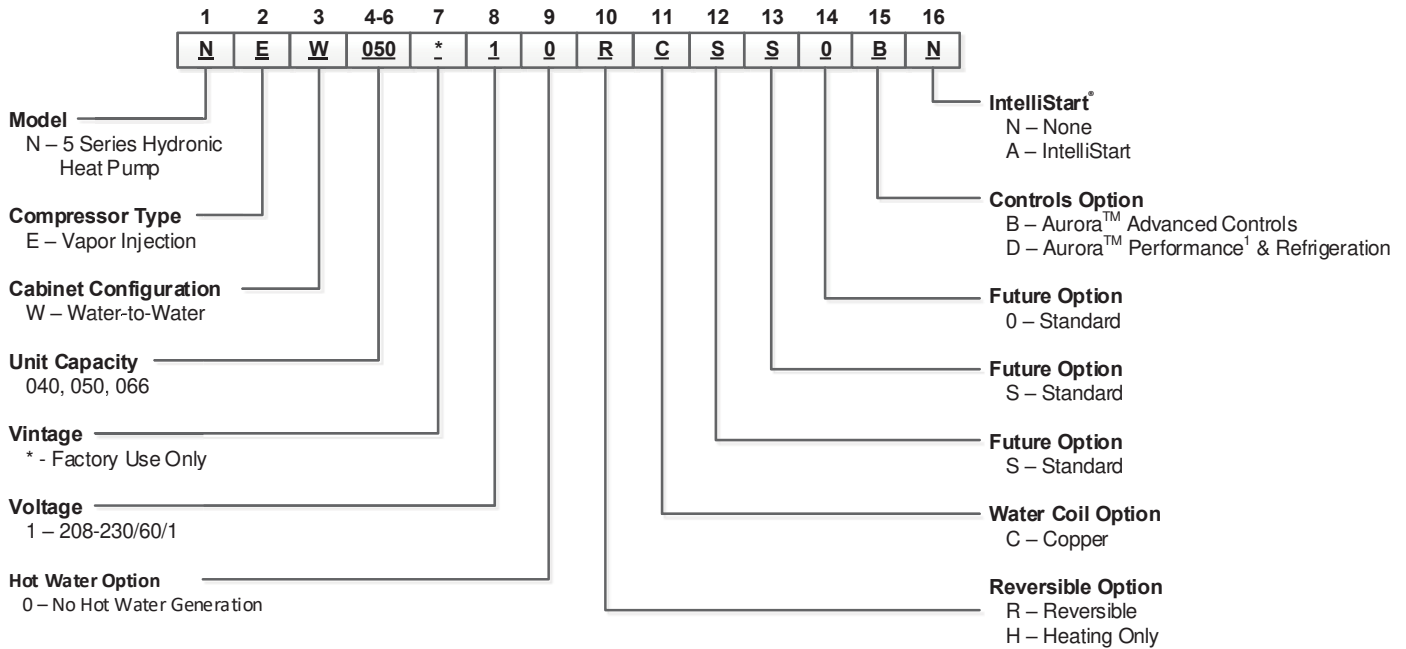 1 2 3 4-6 7 8 9 10 11 12 13 14 15 16
N E W 050 * 1 0 R C S S 0 B N
Model
N – 5 Series Hydronic
Heat Pump
Compressor Type
E – Vapor Injection
Cabinet Configuration
W – Water-to-Water
Unit Capacity
040, 050, 066
Vintage
* - Factory Use Only
Voltage
1 – 208-230/60/1
Hot Water Option
0 – No Hot Water Generation
IntelliStart®
N – None
A – IntelliStart
Controls Option
B – Aurora™ Advanced Controls
D – Aurora™ Performance¹ & Refrigeration
Future Option
0 – Standard
Future Option
S – Standard
Future Option
S – Standard
Water Coil Option
C – Copper
Reversible Option
R – Reversible
H – Heating Only